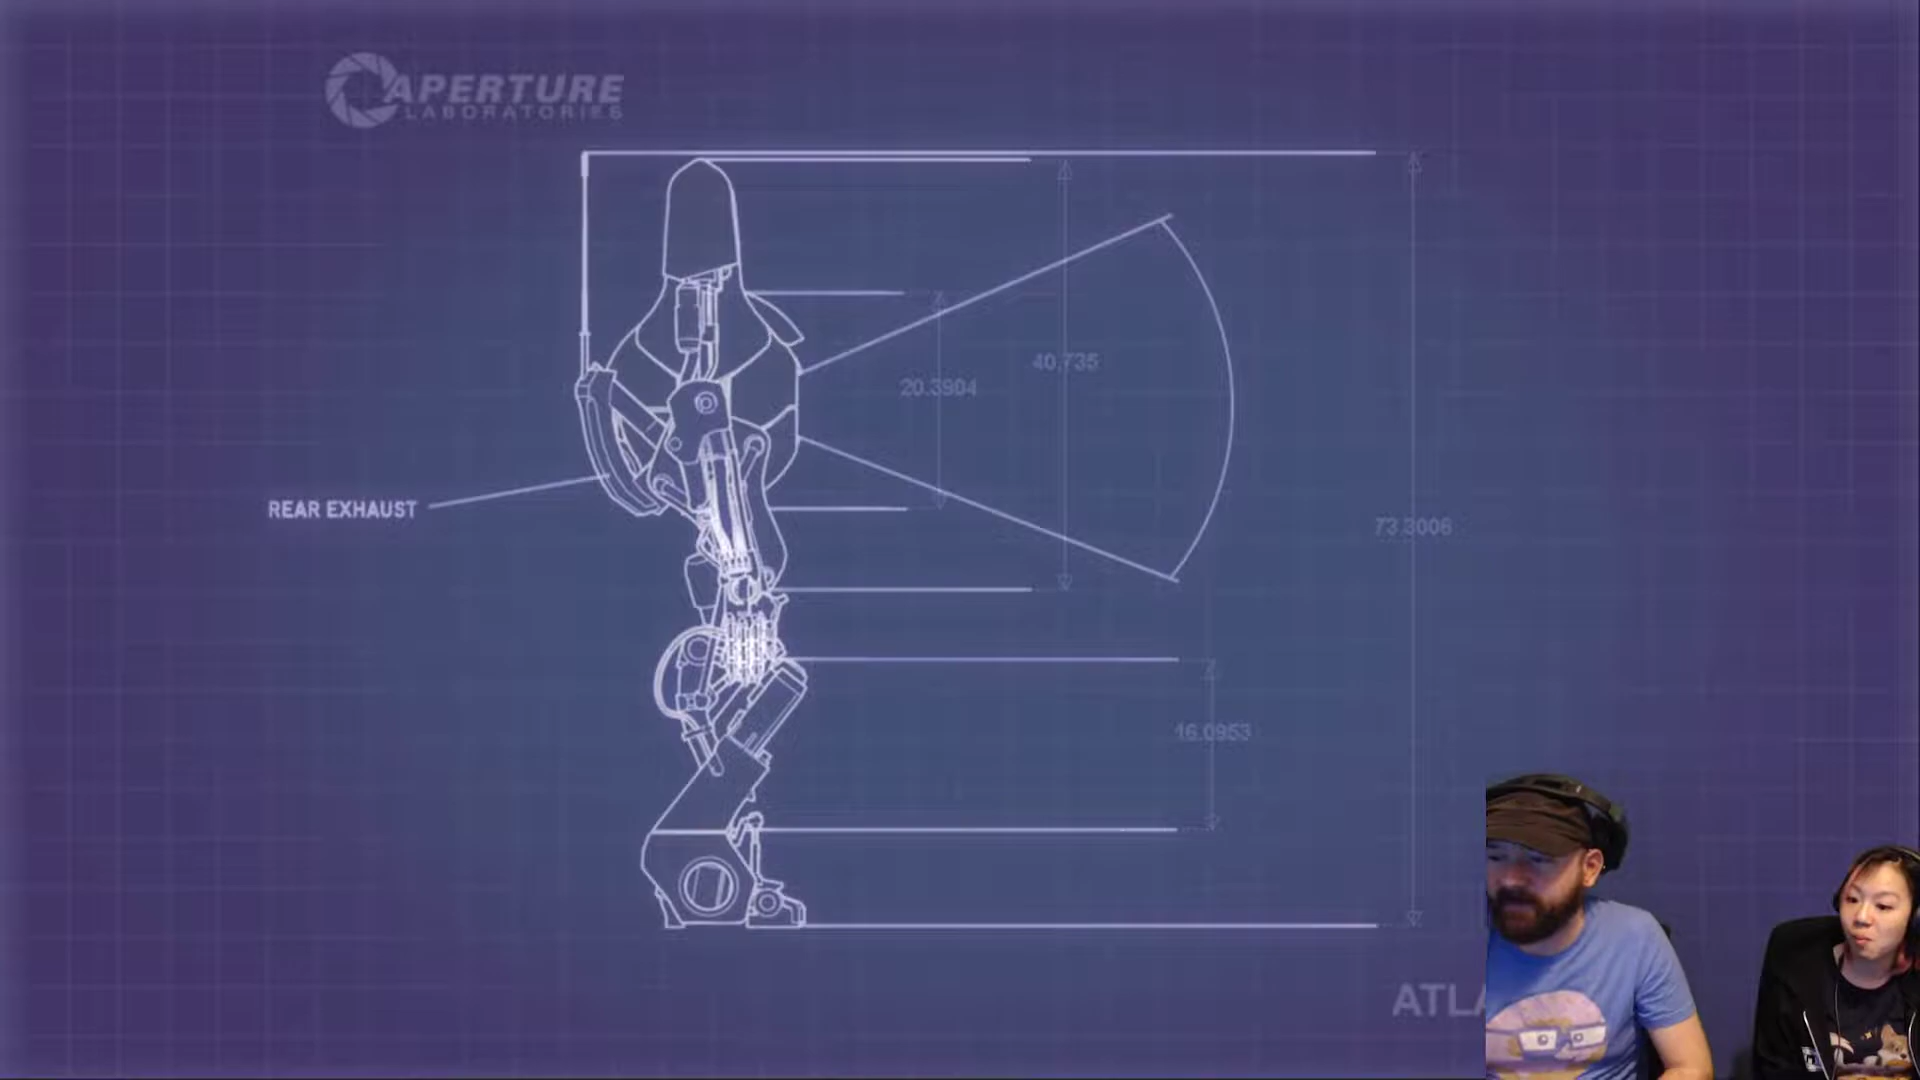 APERTURE
LABORATORIES
40.735
20.3904
REAR EXHAUST
73.3006
16.0953
ATLA